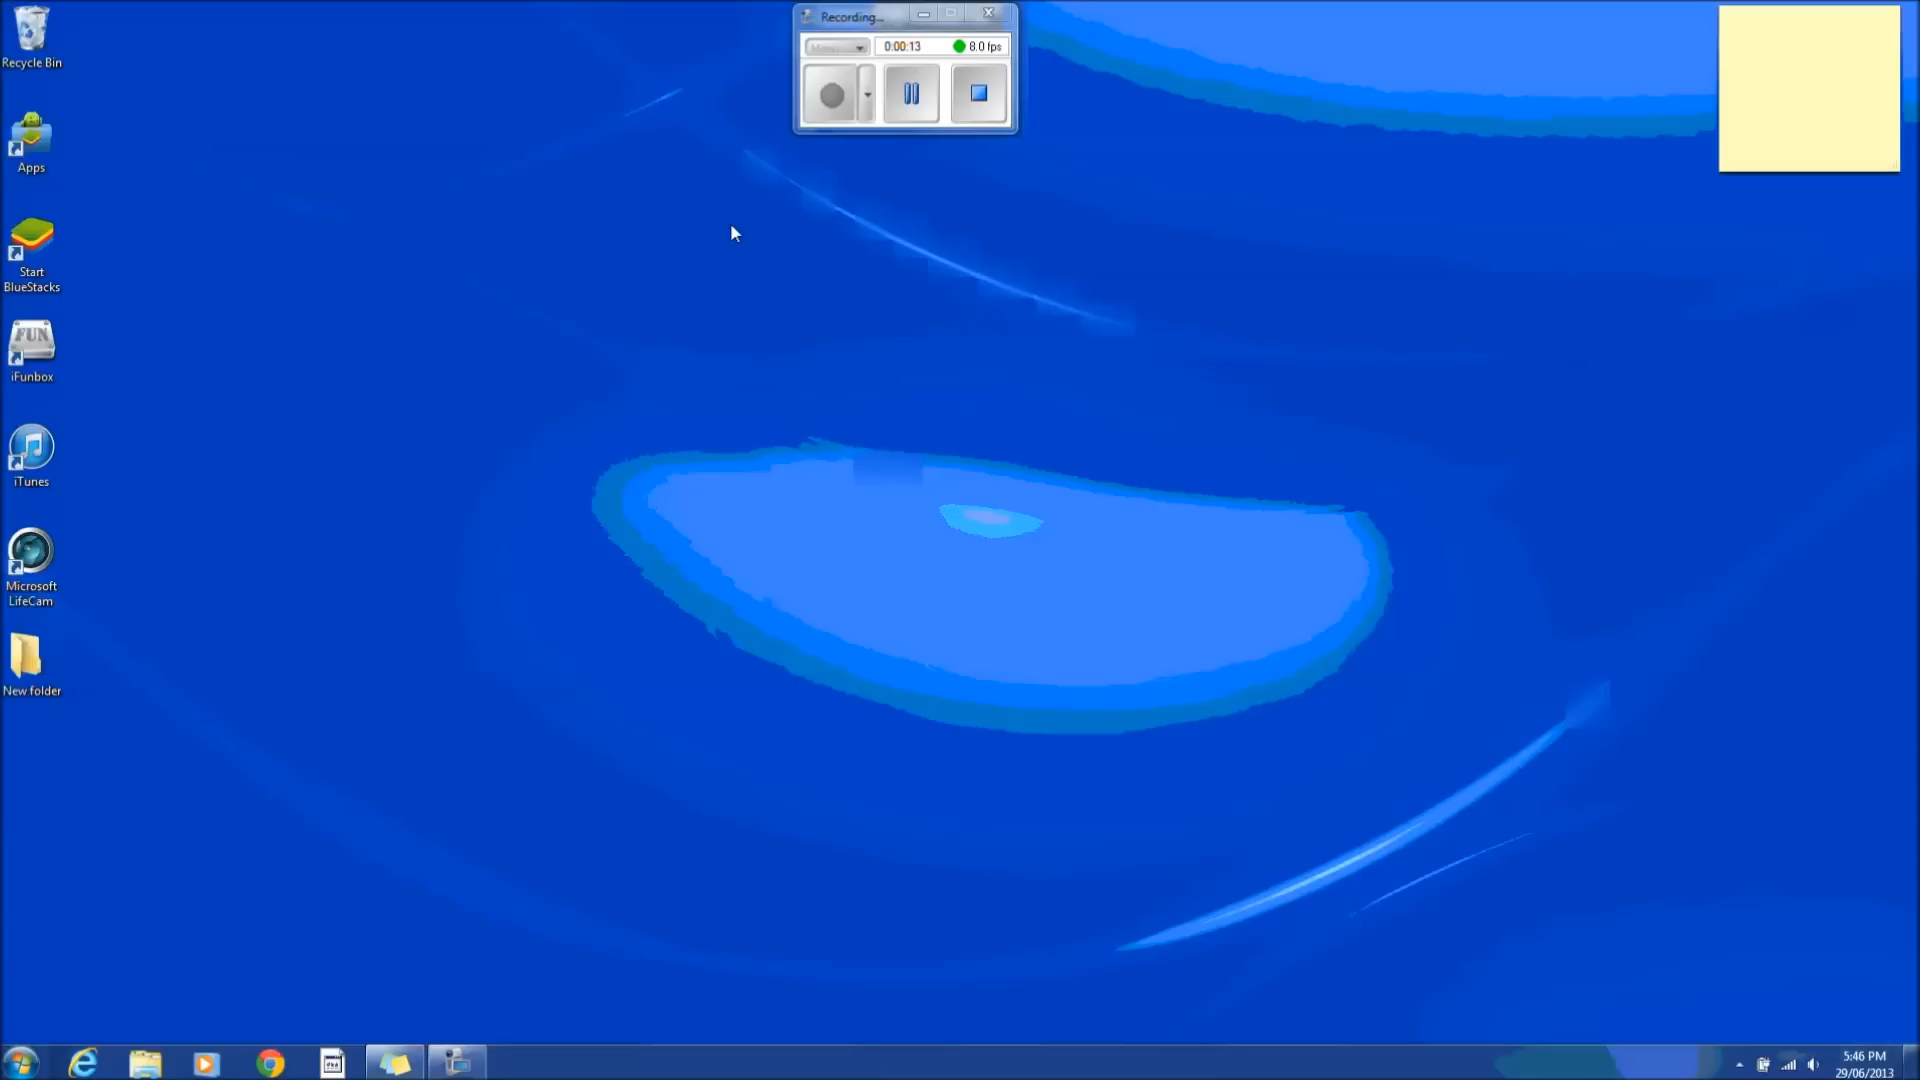 Recording...
0:00:13
8.0 fps
Recycle Bin
Apps
Start
BlueStacks
FUN
iFunbox
iTunes
Microsoft
LifeCam
New folder
5:46 PM
29/06/2013